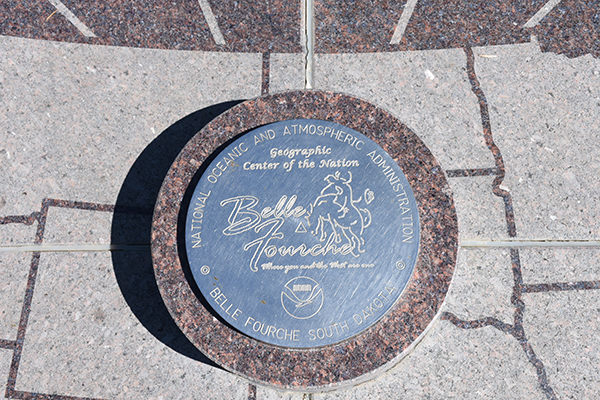 NATIONAL OCEANIC AND ATMOSPHERIC ADMINISTRATION
Geographic
Center of the Nation
Belle
Fourche
Where you and the West are one
© BELLE FOURCHE SOUTH DAKOTA ©